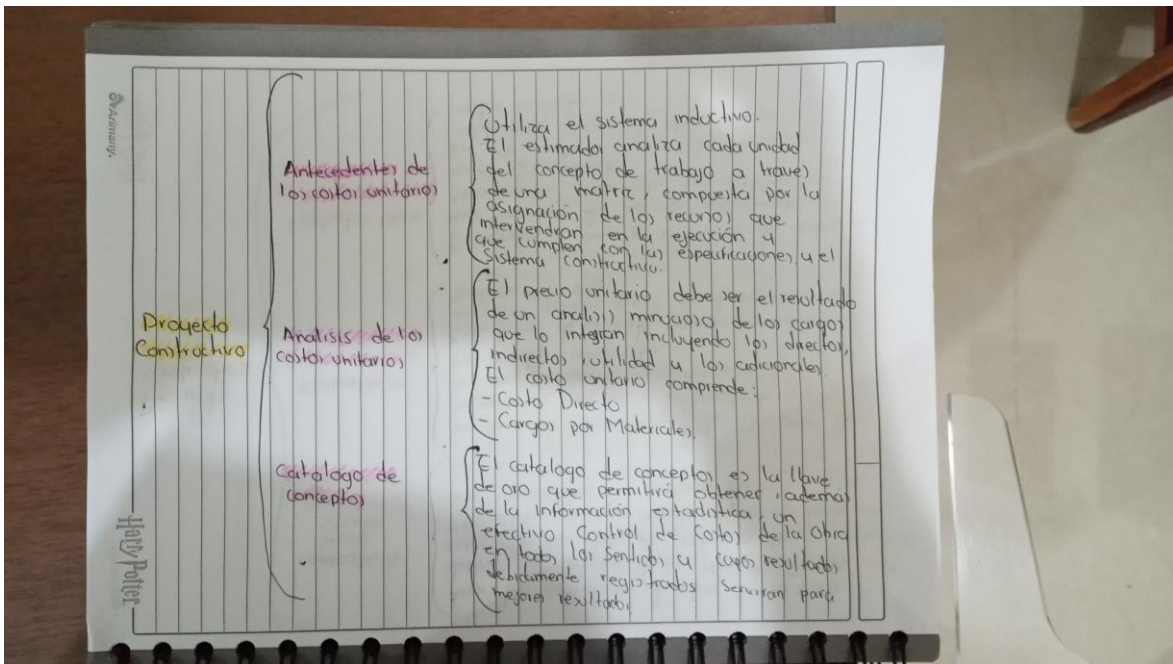 Arimany.
Proyecto
Constructivo
Antecedentes de
los costos unitarios
Utiliza el sistema inductivo.
El estimador analiza cada unidad
del concepto de trabajo a traves
de una matriz, compuesta por la
asignación de los recursos que
intervendran en la ejecución y
que cumplen con las especificaciones y el
Sistema constructivo.
Analisis de los
costos unitarios
El precio unitario debe ser el resultado
de un analisis minucioso de los cargos
que lo integran incluyendo los directos,
indirectos, utilidad y los adicionales.
El costo unitario comprende:
- Costo Directo
- Cargos por Materiales.
Catalogo de
conceptos
El catalogo de conceptos es la llave
de oro que permitirá obtener, además
de la información estadística, un
efectivo Control de Costos de la Obra
en todos los sentidos y cuyos resultados
debidamente registrados serviran para
mejores resultados
Harry Potter